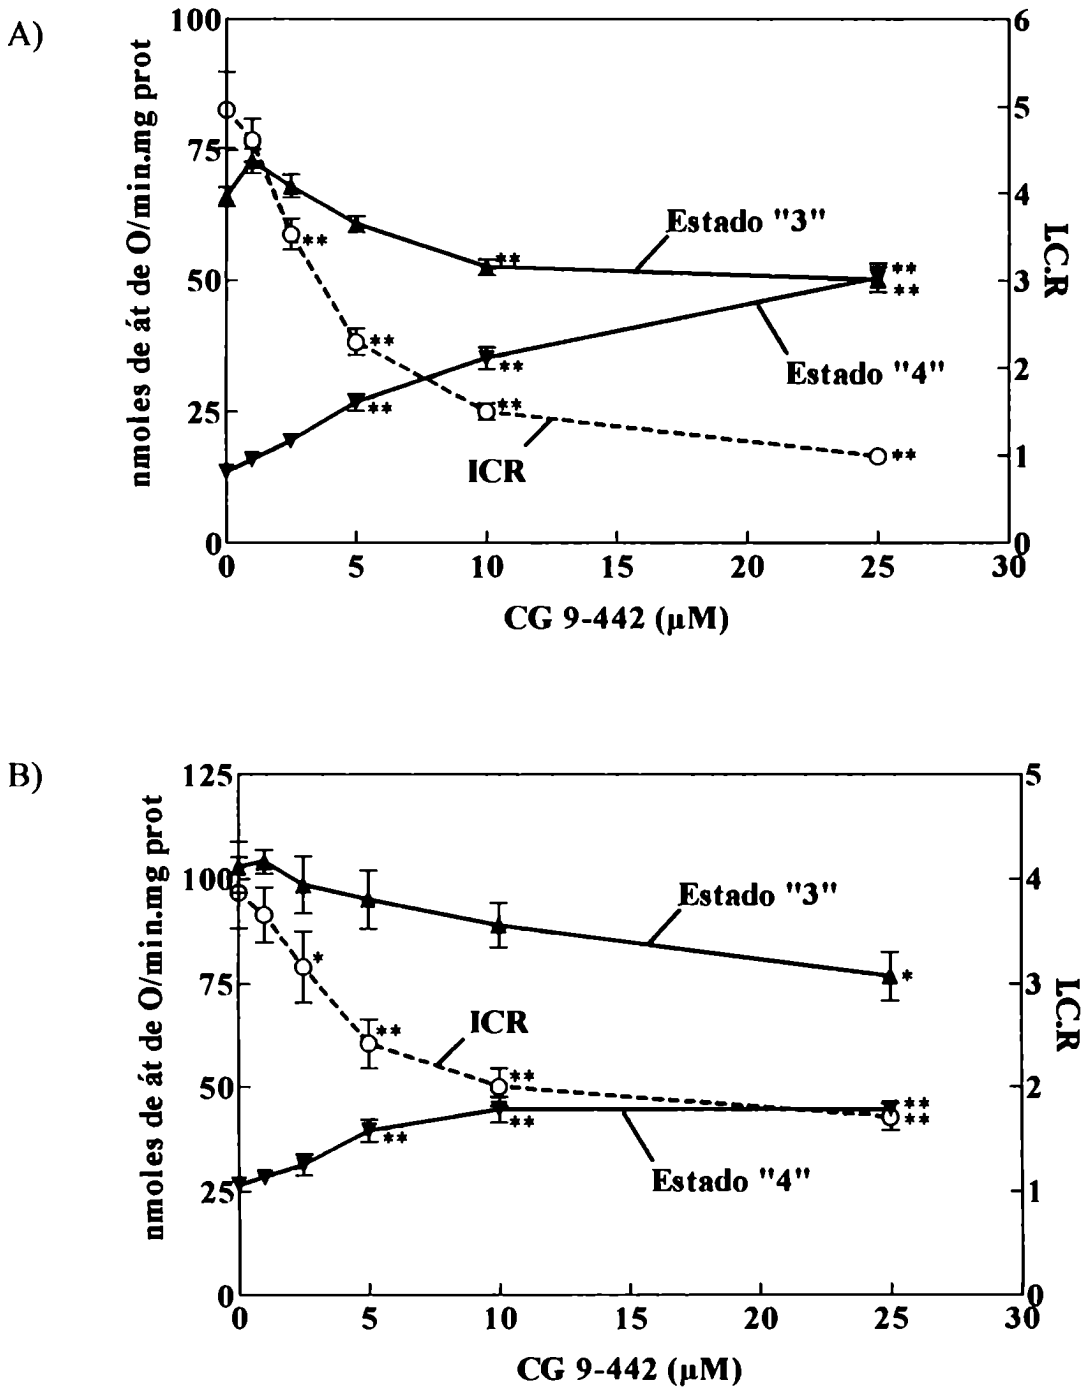 A)
nmoles de át de O/min.mg prot
100
75
50
25
0
6
5
4
3
2
1
0
I.C.R
Estado "3"
Estado "4"
ICR
**
**
**
**
**
**
**
**
**
**
0 5 10 15 20 25 30
CG 9-442 (μM)
B)
nmoles de át de O/min.mg prot
125
100
75
50
25
0
5
4
3
2
1
0
I.C.R
Estado "3"
ICR
Estado "4"
*
**
**
*
**
**
**
**
0 5 10 15 20 25 30
CG 9-442 (μM)